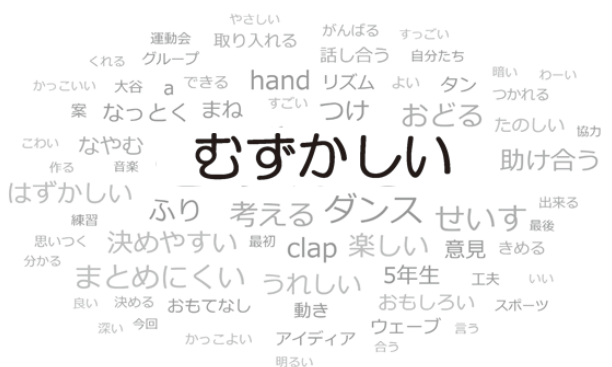 やさしい
運動会 取り入れる がんばる すっごい
くれる グループ 話し合う 自分たち
かっこいい 大谷 a できる hand リズム よい タン 暗い わーい
案 なっとく まね すごい つけ おどる つかれる
こわい なやむ むずかしい たのしい 協力
作る 音楽 助け合う
はずかしい ふり 考える ダンス せいす 出来る
練習 最後
思いつく 決めやすい 最初 clap 楽しい 意見 きめる
分かる まとめにくい うれしい 5年生 工夫 いい
良い 決める おもてなし 動き おもしろい スポーツ
深い 今回 かっこよい アイディア ウェーブ 言う
合う
明るい